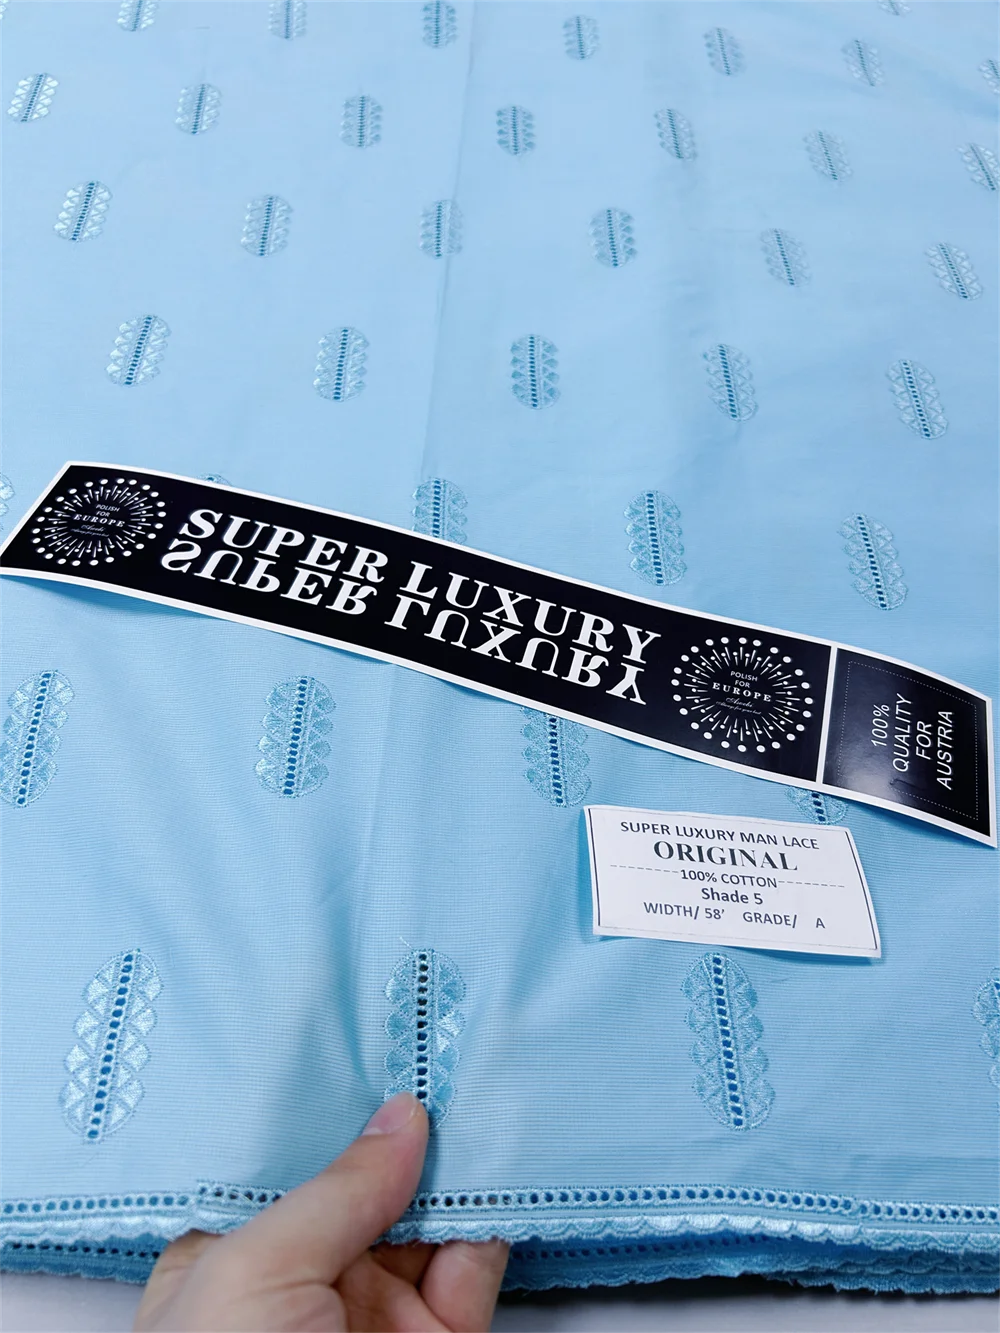 POLISH
FOR
EUROPE
SUPER LUXURY
SUPER LUXURY
POLISH
FOR
EUROPE
100%
QUALITY
FOR
AUSTRIA
SUPER LUXURY MAN LACE
ORIGINAL
100% COTTON
Shade 5
WIDTH/ 58' GRADE/ A